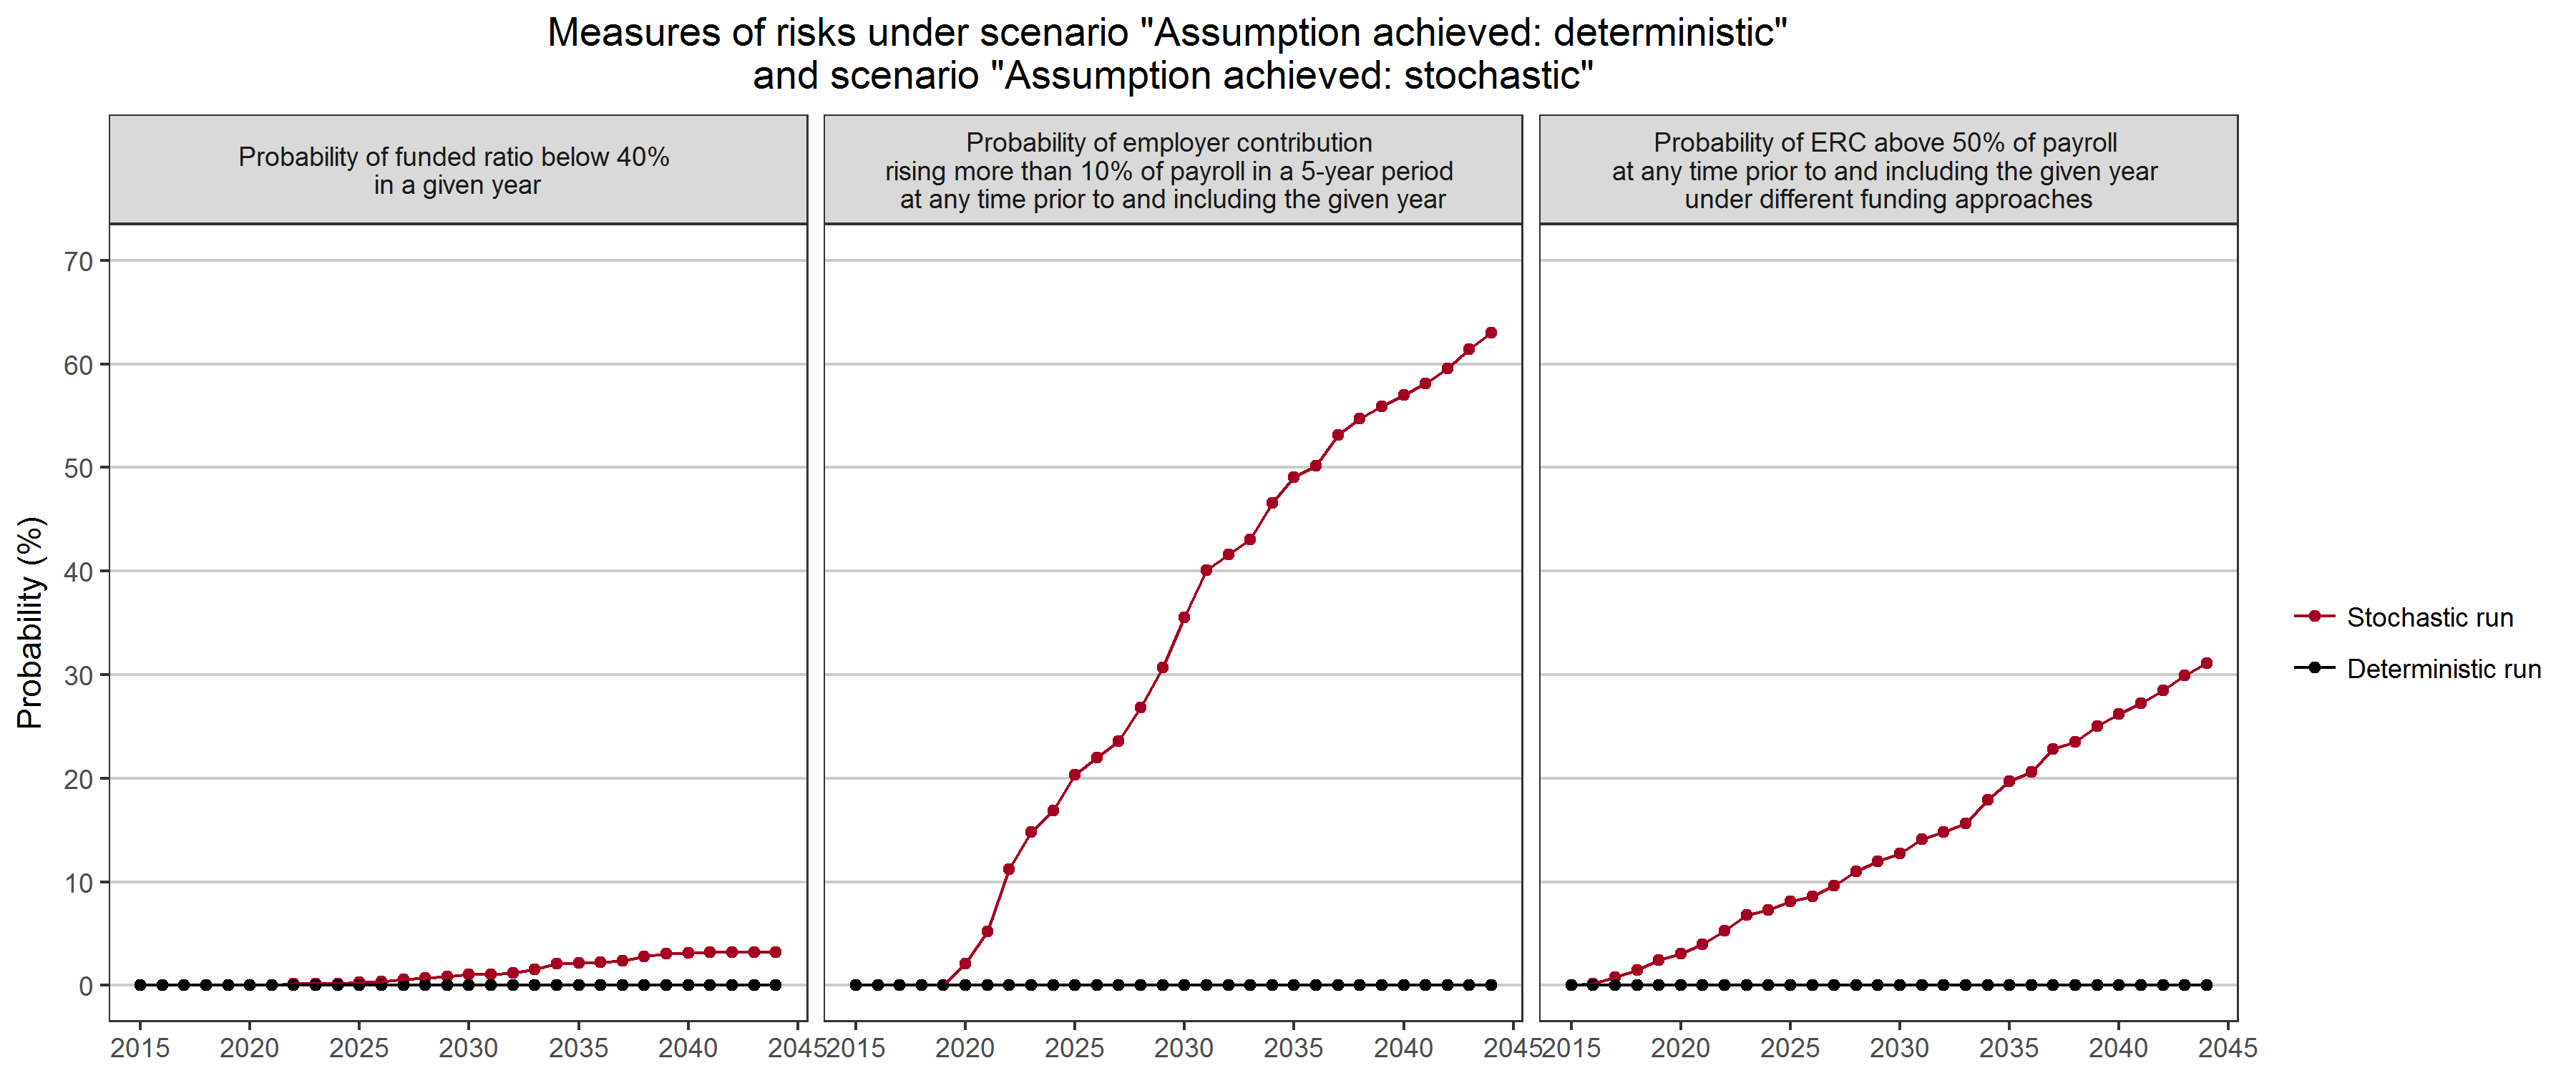 Measures of risks under scenario "Assumption achieved: deterministic"
and scenario "Assumption achieved: stochastic"
Probability of funded ratio below 40%
in a given year
Probability of employer contribution
rising more than 10% of payroll in a 5-year period
at any time prior to and including the given year
Probability of ERC above 50% of payroll
at any time prior to and including the given year
under different funding approaches
Probability (%)
70
60
50
40
30
20
10
0
2015 2020 2025 2030 2035 2040 2045
2015 2020 2025 2030 2035 2040 2045
2015 2020 2025 2030 2035 2040 2045
Stochastic run
Deterministic run